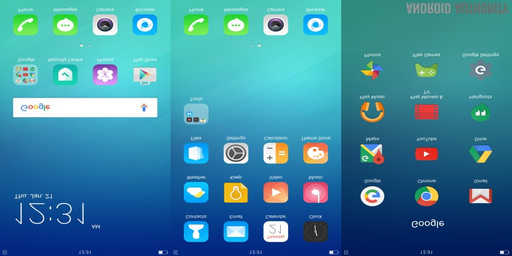 12:31
12:31 AM
Thu, Jan. 21
Google
Google Security Center Photos Play Store
Phone Messages Camera Browser
12:31
Thursday
21
Contacts Email Calendar Clock
Weather Keep Video Music
Files Settings Calculator Theme Store
Tools
Phone Messages Camera Browser
12:31
Google
Google Chrome Gmail
Maps YouTube Drive
Play Music Play Movies & TV Hangouts
Photos Play Games Google Settings
ANDROID AUTHORITY